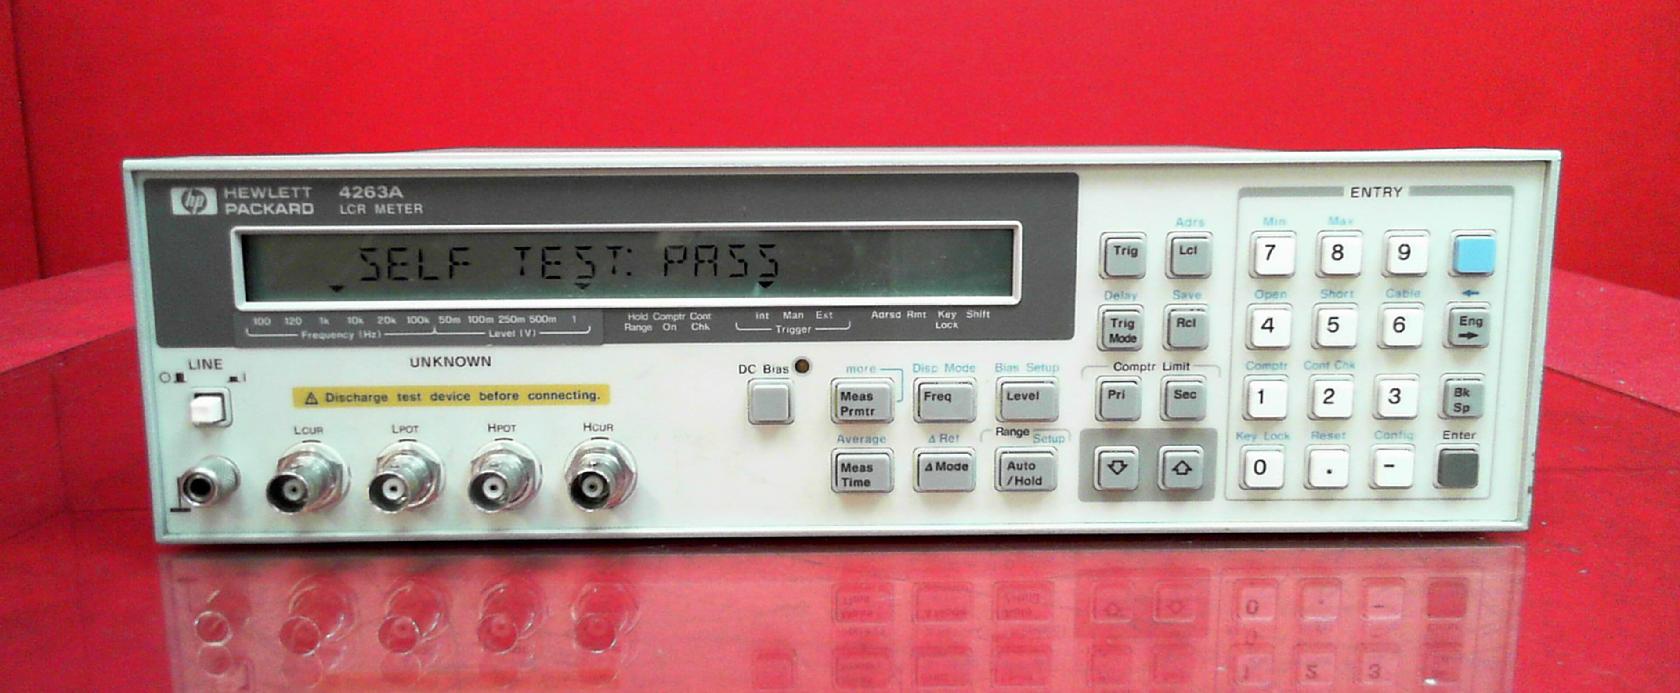 hp HEWLETT PACKARD 4263A LCR METER
SELF TEST: PASS
100 120 1k 10k 20k 100k 50m 100m 250m 500m 1
Frequency (Hz) Level (V)
Hold Range Comptr On Cont Chk
Int Man Ext
Trigger
Adrsd Rmt Key Lock Shift
LINE
UNKNOWN
⚠ Discharge test device before connecting.
LCUR LPOT HPOT HCUR
DC Bias
more Disp Mode Bias Setup
Meas Prmtr Freq Level
Average Δ Ref Range Setup
Meas Time Δ Mode Auto /Hold
Adrs
Trig Lcl
Delay Save
Trig Mode Rcl
Comptr Limit
Pri Sec
ENTRY
Min Max
7 8 9
Open Short Cable
4 5 6 Eng
Comptr Cont Chk
1 2 3 Bk Sp
Key Lock Reset Config Enter
0 . -